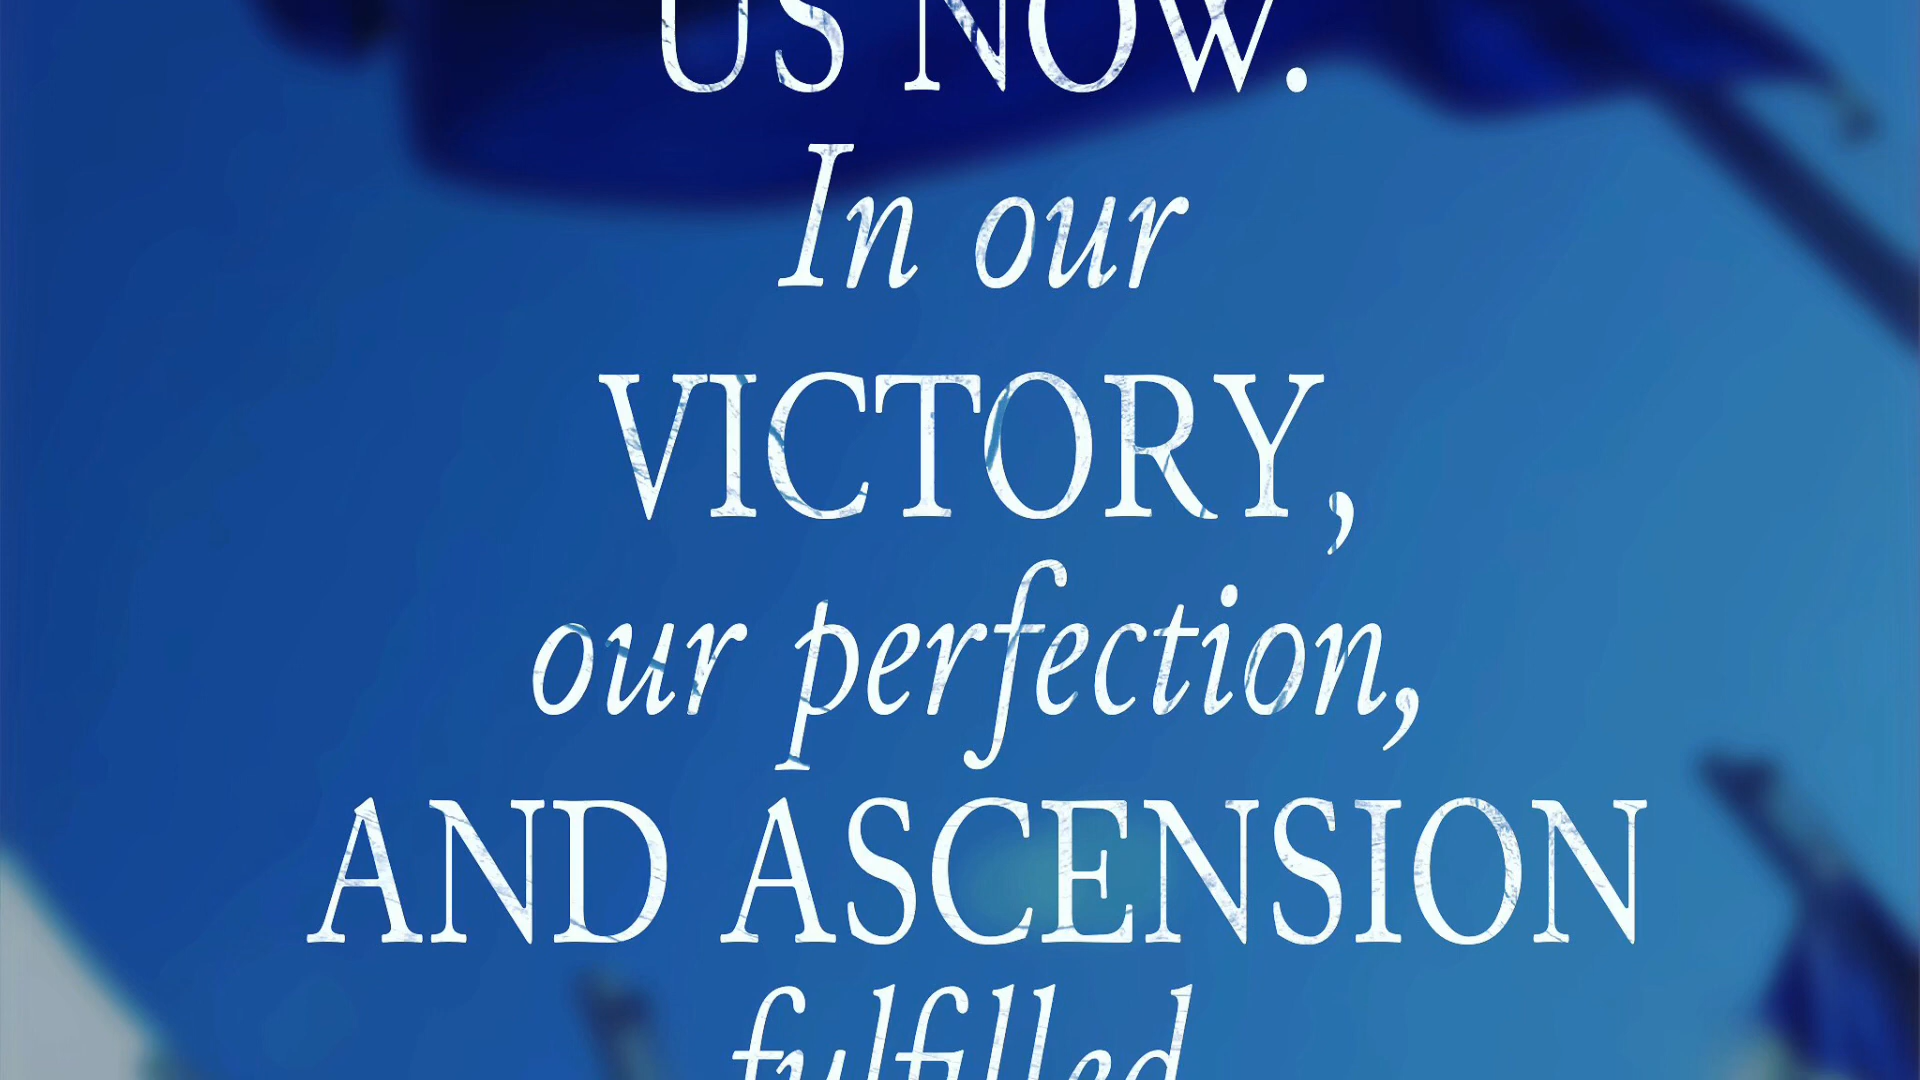 US NOW.
In our
VICTORY,
our perfection,
AND ASCENSION
fulfilled